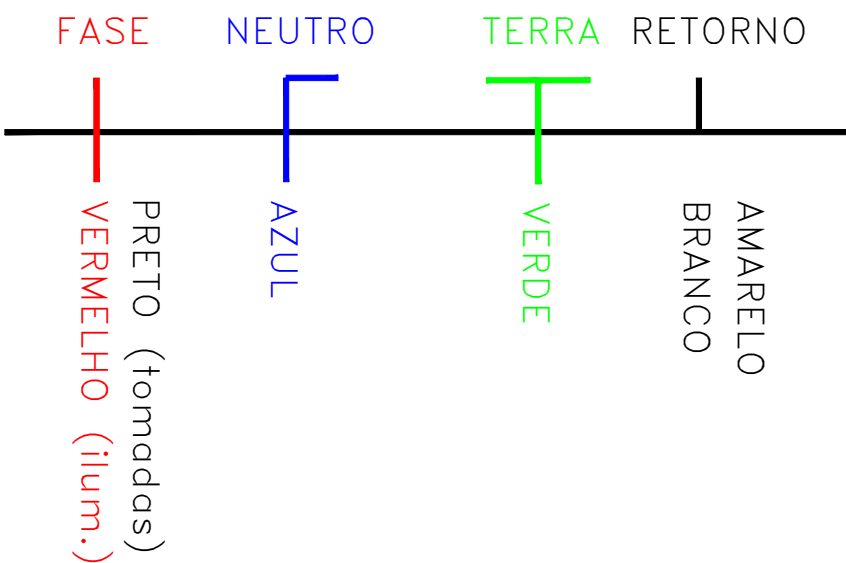 FASE
NEUTRO
TERRA
RETORNO
PRETO (tomadas)
VERMELHO (ilum.)
AZUL
VERDE
AMARELO
BRANCO